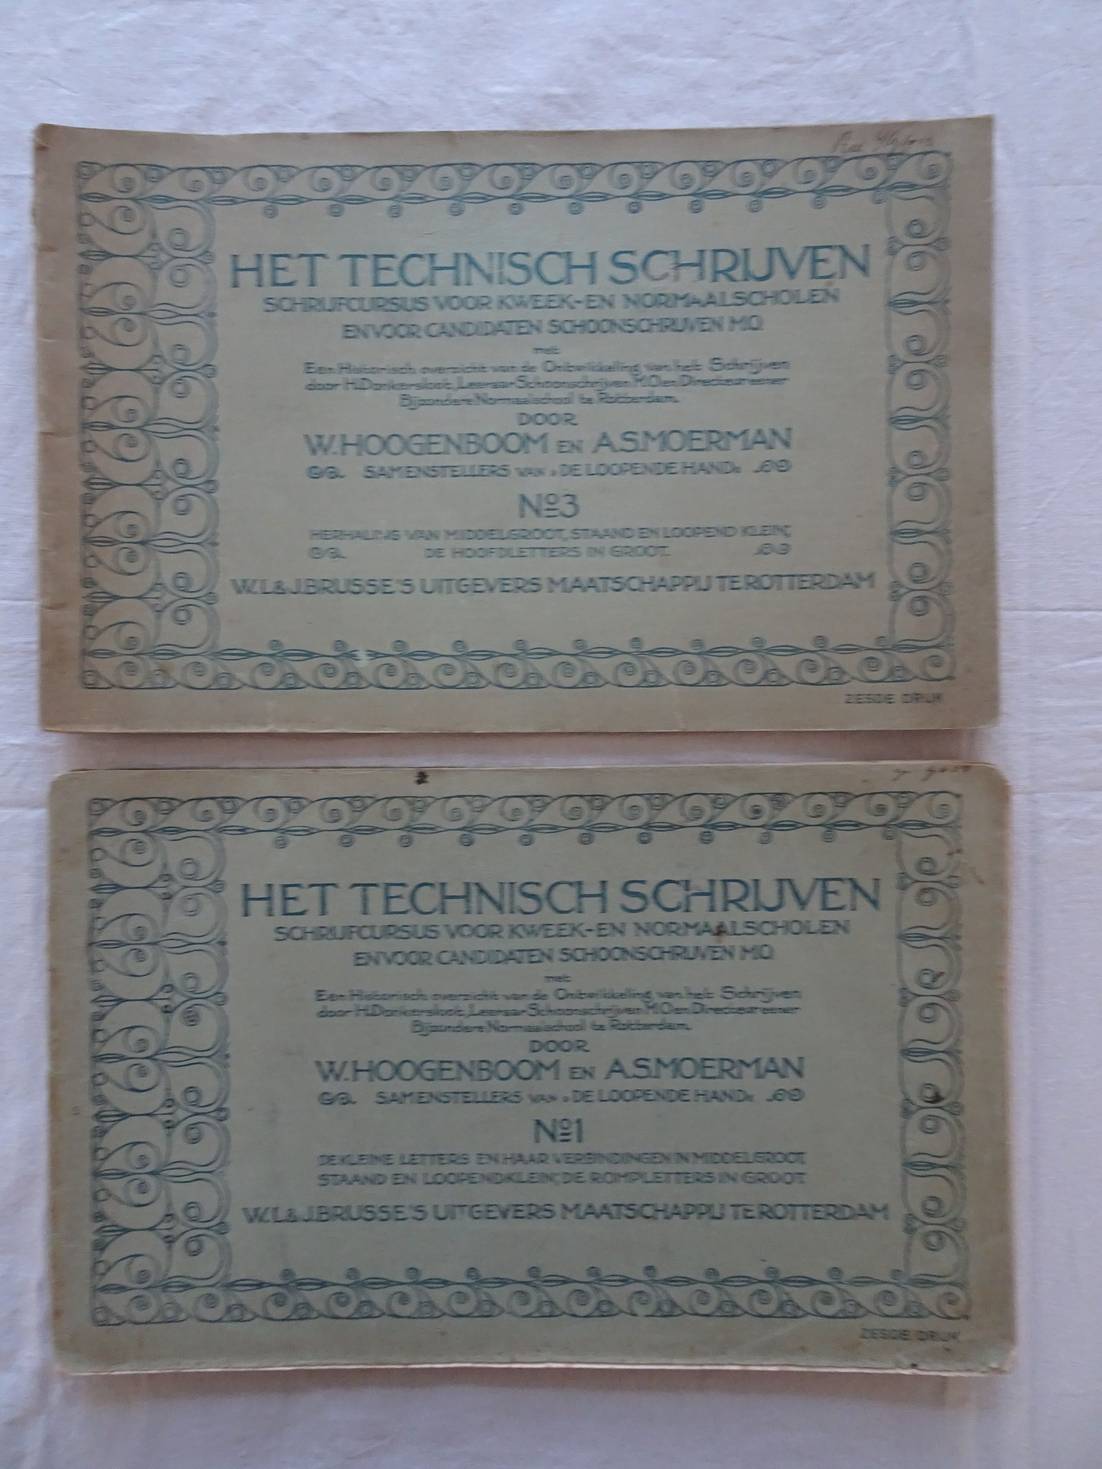 HET TECHNISCH SCHRIJVEN
SCHRIJFCURSUS VOOR KWEEK-EN NORMAALSCHOLEN
EN VOOR CANDIDATEN SCHOONSCHRIJVEN M.O.
met
Een Historisch overzicht van de Ontwikkeling van het Schrijven
door H. Donkersloot, Leeraar Schoonschrijven M.O. en Directeur eener
Bijzondere Normaalschool te Rotterdam.
DOOR
W. HOOGENBOOM EN A.S. MOERMAN
SAMENSTELLERS VAN "DE LOOPENDE HAND"
No 3
HERHALING VAN MIDDELGROOT, STAAND EN LOOPEND KLEIN;
DE HOOFDLETTERS IN GROOT.
W.L. & J. BRUSSE'S UITGEVERS MAATSCHAPPIJ TE ROTTERDAM
ZESDE DRUK
HET TECHNISCH SCHRIJVEN
SCHRIJFCURSUS VOOR KWEEK-EN NORMAALSCHOLEN
EN VOOR CANDIDATEN SCHOONSCHRIJVEN M.O.
met
Een Historisch overzicht van de Ontwikkeling van het Schrijven
door H. Donkersloot, Leeraar Schoonschrijven M.O. en Directeur eener
Bijzondere Normaalschool te Rotterdam.
DOOR
W. HOOGENBOOM EN A.S. MOERMAN
SAMENSTELLERS VAN "DE LOOPENDE HAND"
No 1
DE KLEINE LETTERS EN HAAR VERBINDINGEN IN MIDDELGROOT,
STAAND EN LOOPEND KLEIN; DE ROMPLETTERS IN GROOT.
W.L. & J. BRUSSE'S UITGEVERS MAATSCHAPPIJ TE ROTTERDAM
ZESDE DRUK